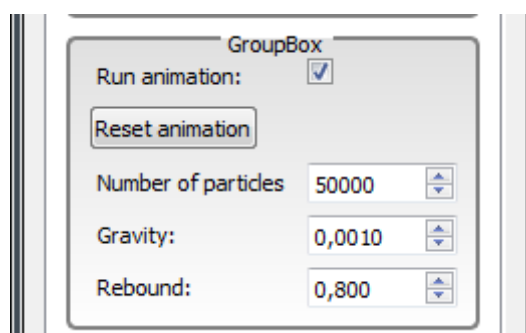 GroupBox
Run animation:
Reset animation
Number of particles 50000
Gravity: 0,0010
Rebound: 0,800